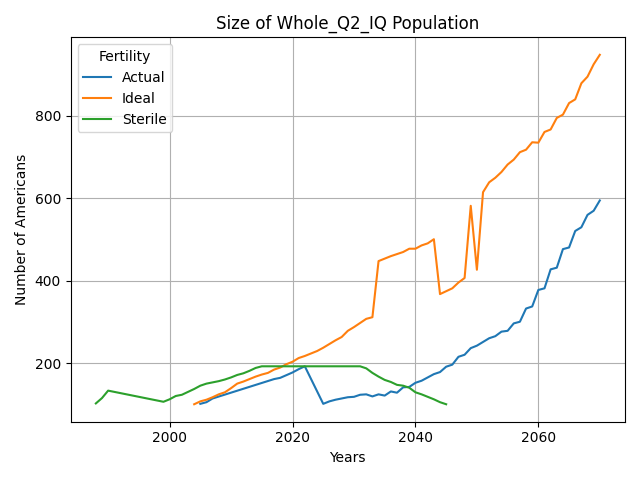 Size of Whole_Q2_IQ Population
Fertility
Actual
Ideal
Sterile
Number of Americans
800
600
400
200
2000
2020
2040
2060
Years